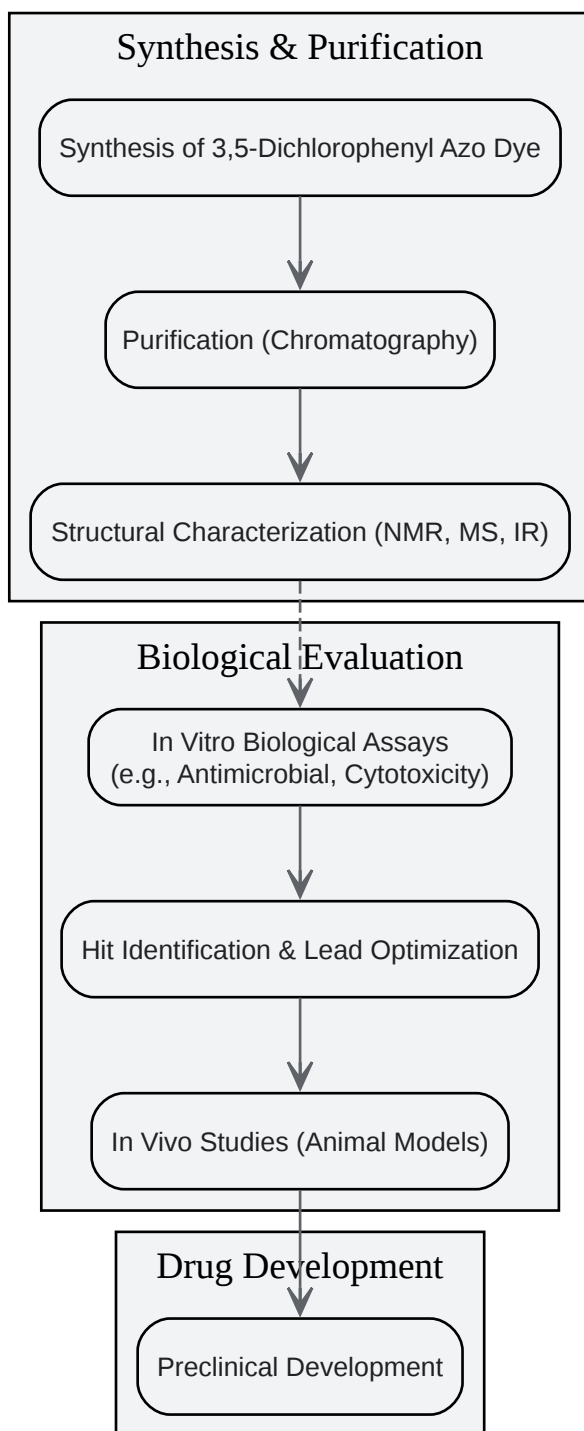 Synthesis & Purification
Synthesis of 3,5-Dichlorophenyl Azo Dye
Purification (Chromatography)
Structural Characterization (NMR, MS, IR)
Biological Evaluation
In Vitro Biological Assays
(e.g., Antimicrobial, Cytotoxicity)
Hit Identification & Lead Optimization
In Vivo Studies (Animal Models)
Drug Development
Preclinical Development